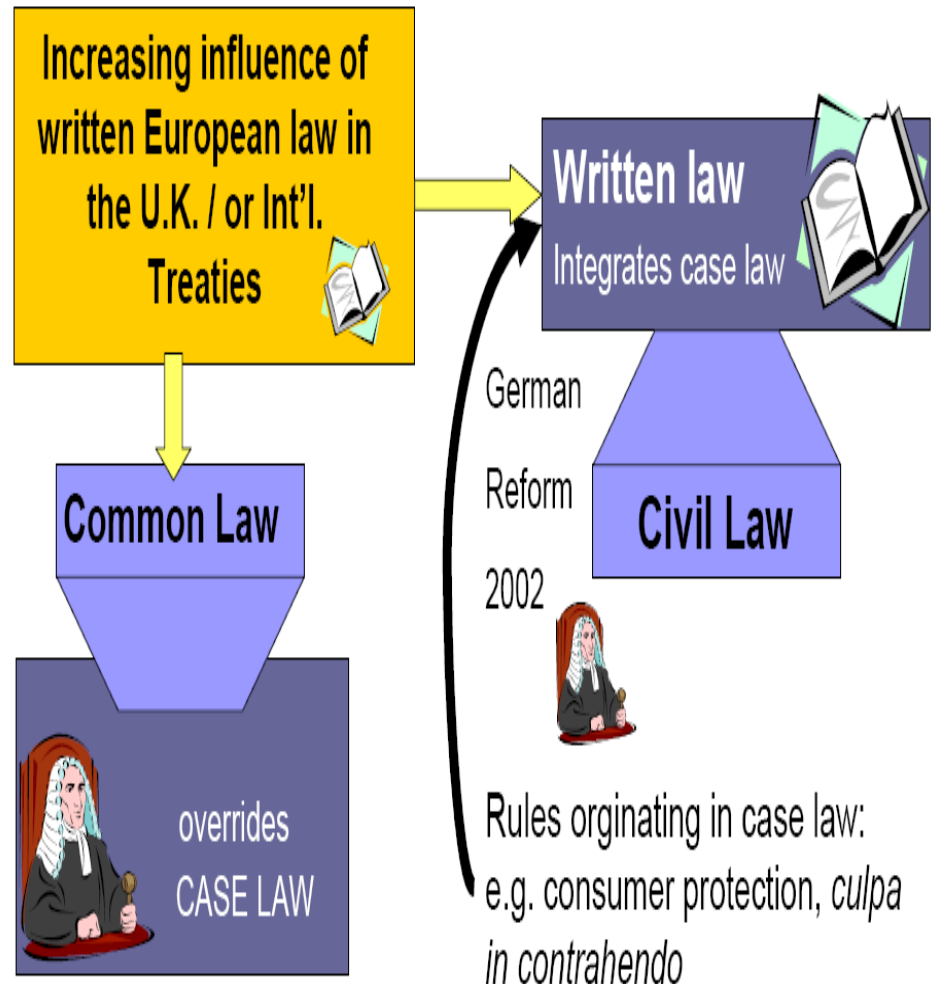 Increasing influence of
written European law in
the U.K. / or Int'l.
Treaties
Written law
Integrates case law
German
Reform
2002
Civil Law
Common Law
overrides
CASE LAW
Rules orginating in case law:
e.g. consumer protection, culpa
in contrahendo